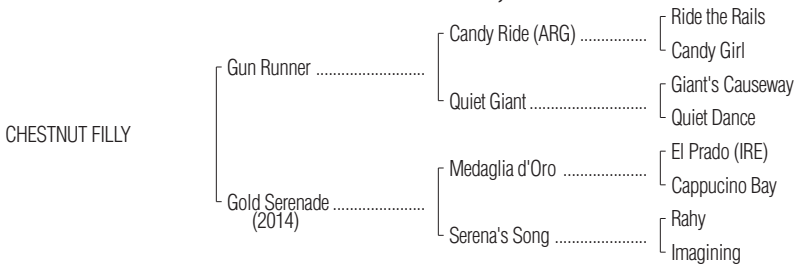 Ride the Rails
Candy Ride (ARG) ................
Candy Girl
Gun Runner .........................
Giant's Causeway
Quiet Giant...........................
Quiet Dance
CHESTNUT FILLY
El Prado (IRE)
Medaglia d'Oro ...................
Cappucino Bay
Gold Serenade .....................
(2014)
Rahy
Serena's Song .....................
Imagining